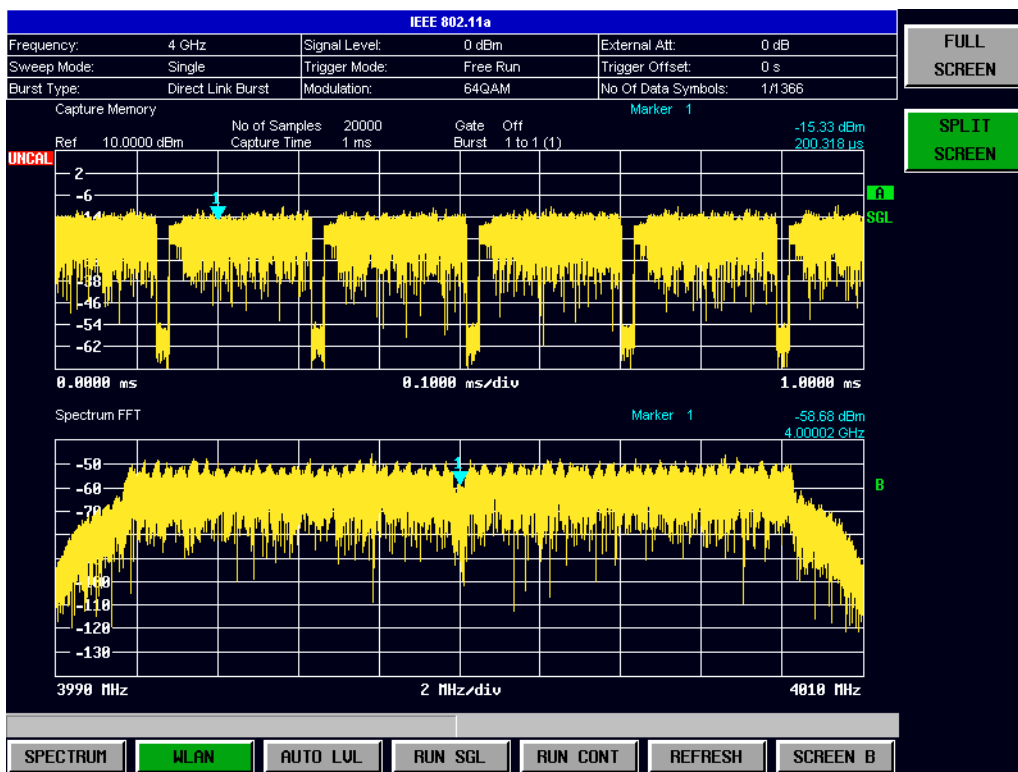 IEEE 802.11a
Frequency: 4 GHz Signal Level: 0 dBm External Att: 0 dB
Sweep Mode: Single Trigger Mode: Free Run Trigger Offset: 0 s
Burst Type: Direct Link Burst Modulation: 64QAM No Of Data Symbols: 1/1366
FULL SCREEN
SPLIT SCREEN
Capture Memory Marker 1
No of Samples 20000 Gate Off -15.33 dBm
Ref 10.0000 dBm Capture Time 1 ms Burst 1 to 1 (1) 200.318 µs
UNCAL
2
-6
1
A
-14
SGL
-38
-46
-54
-62
0.0000 ms 0.1000 ms/div 1.0000 ms
Spectrum FFT Marker 1 -58.68 dBm
4.00002 GHz
-50
1
-60
B
-70
-100
-110
-120
-130
3990 MHz 2 MHz/div 4010 MHz
SPECTRUM WLAN AUTO LVL RUN SGL RUN CONT REFRESH SCREEN B